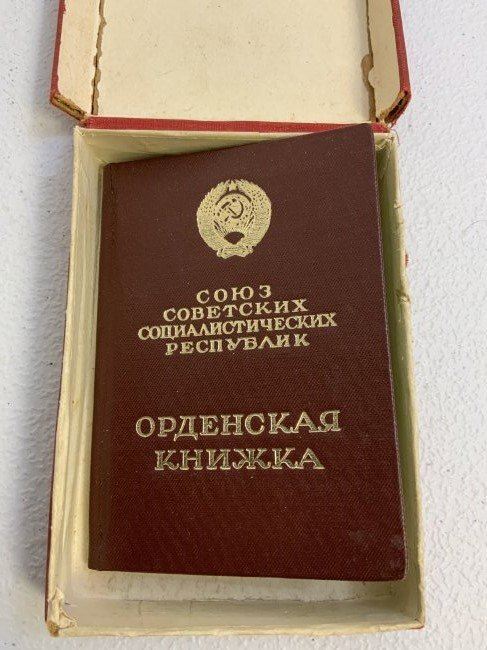 СОЮЗ
СОВЕТСКИХ
СОЦИАЛИСТИЧЕСКИХ
РЕСПУБЛИК
ОРДЕНСКАЯ
КНИЖКА